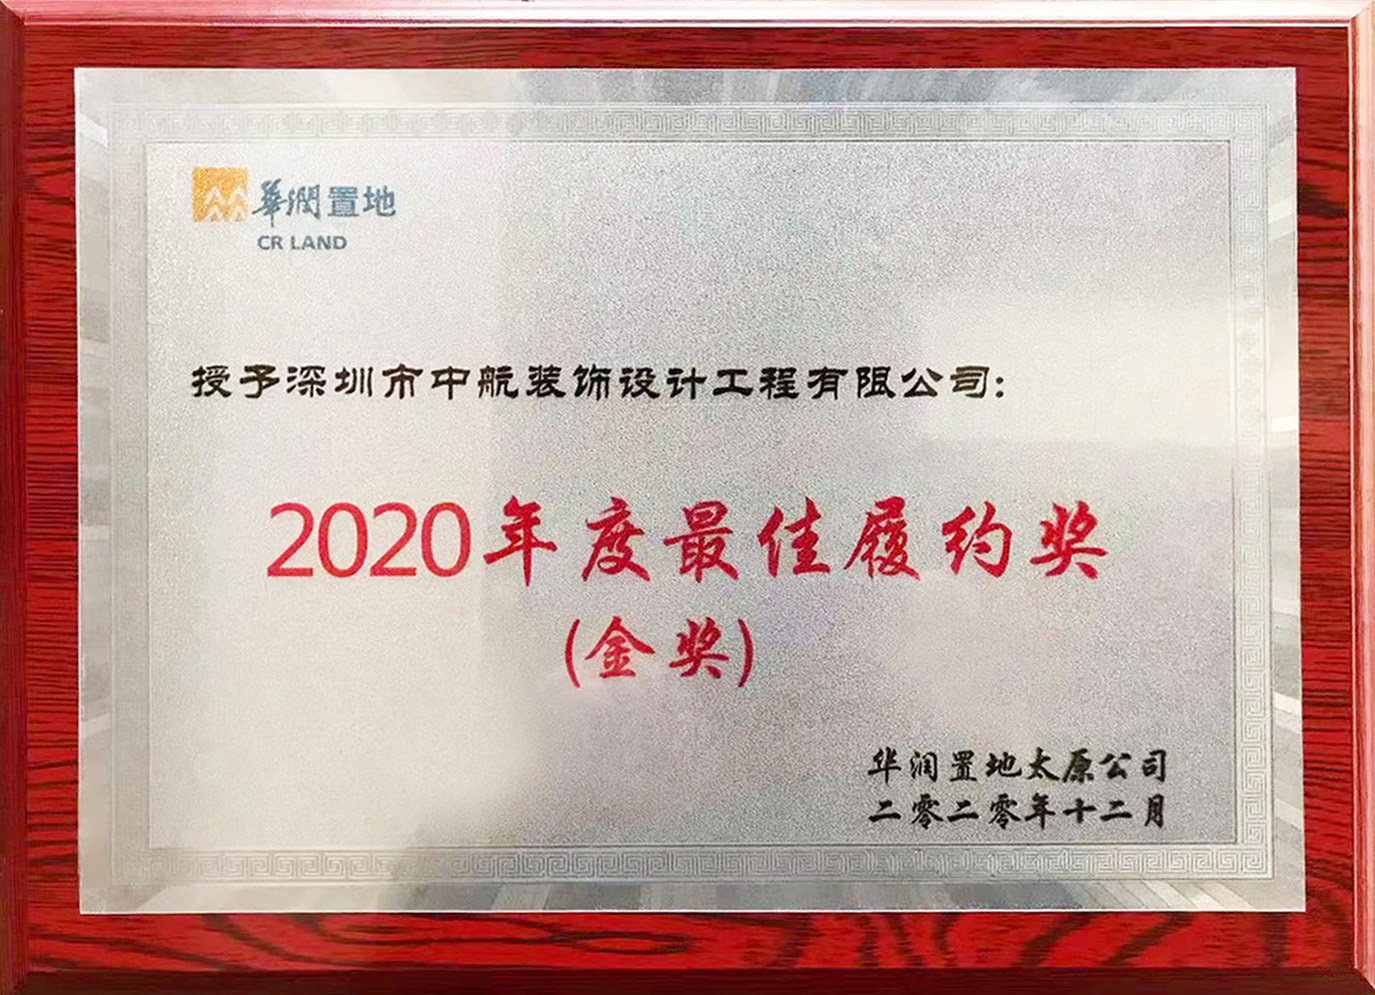 華潤置地
CR LAND
授予深圳市中航装饰设计工程有限公司:
2020年度最佳履约奖
(金奖)
华润置地太原公司
二零二零年十二月